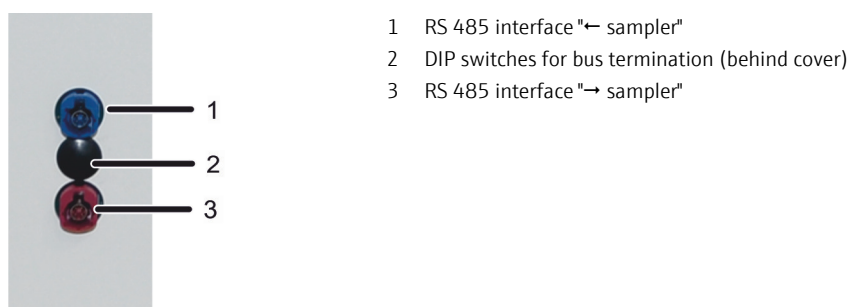 1 RS 485 interface "← sampler"
2 DIP switches for bus termination (behind cover)
3 RS 485 interface "→ sampler"
1
2
3